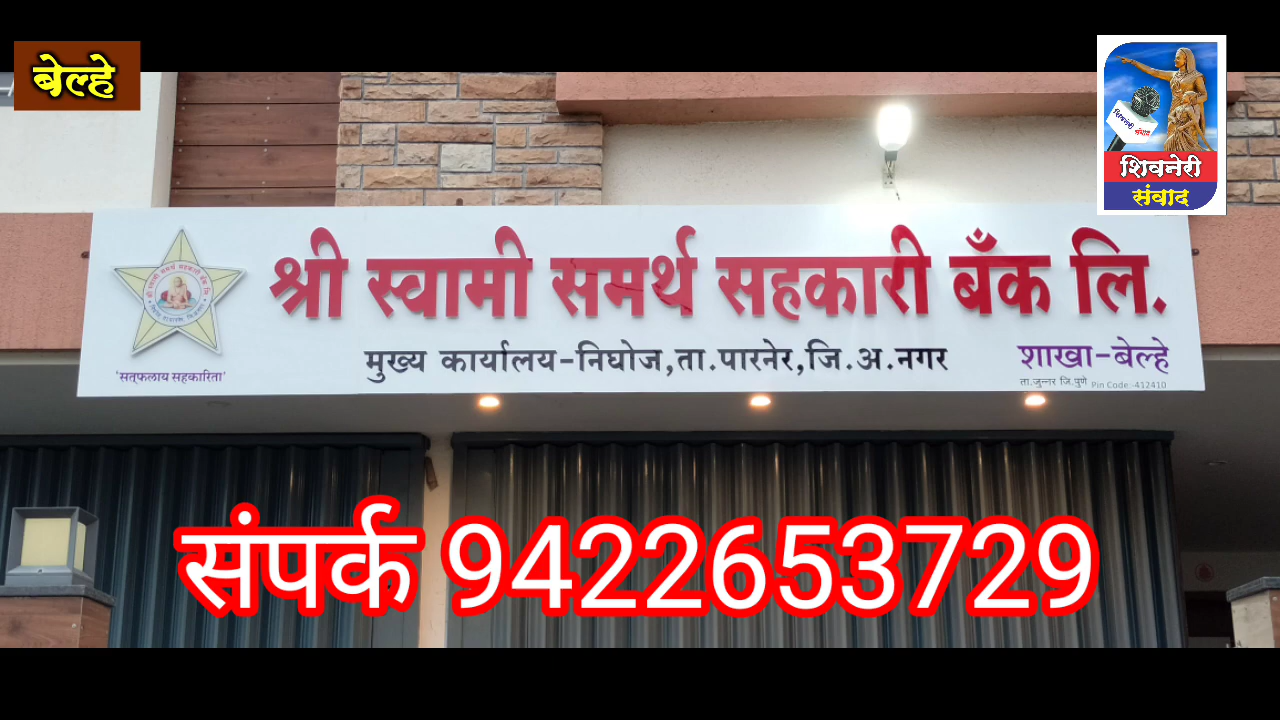 बेल्हे
शिवनेरी
संवाद
श्री स्वामी समर्थ सहकारी बँक लि.
मुख्य कार्यालय-निघोज,ता.पारनेर,जि.अ.नगर
शाखा-बेल्हे
'सत्फलाय सहकारिता'
ता.जुन्नर जि.पुणे Pin Code:-412410
संपर्क 9422653729